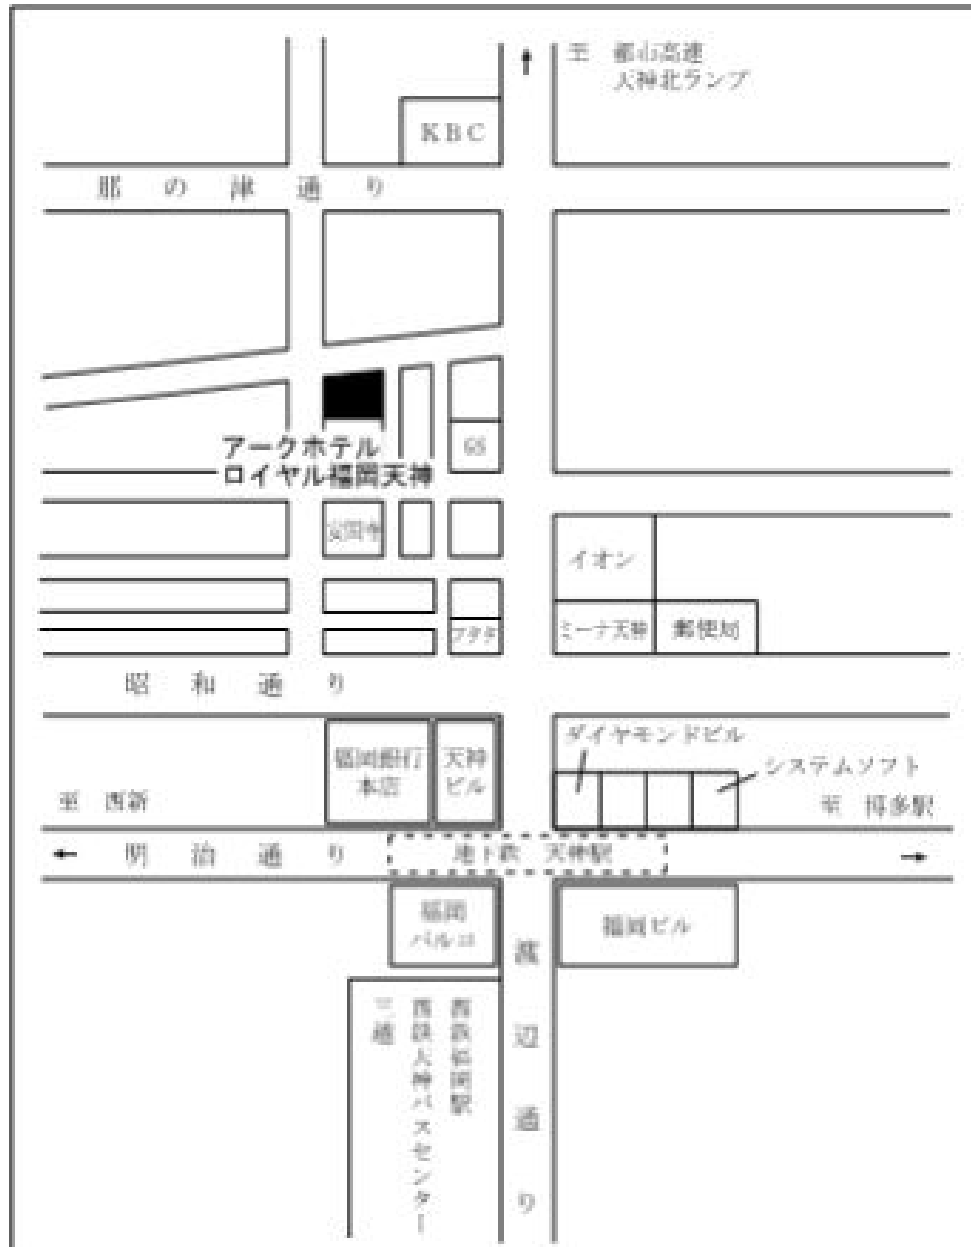 至 都市高速
天神北ランプ
KBC
那の津通り
GS
アークホテル
ロイヤル福岡天神
安国寺
イオン
フタタ
ミーナ天神
郵便局
昭和通り
福岡銀行
本店
天神
ビル
ダイヤモンドビル
システムソフト
至 西新
至 博多駅
明治通り
地下鉄 天神駅
福岡
パルコ
福岡ビル
渡辺通り
西鉄福岡駅
西鉄天神バスセンター
三越